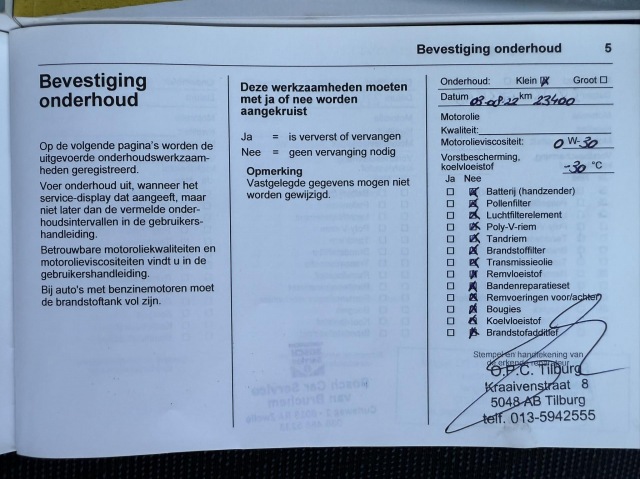 Bevestiging onderhoud 5
Bevestiging
onderhoud
Op de volgende pagina's worden de
uitgevoerde onderhoudswerkzaam-
heden geregistreerd.
Voer onderhoud uit, wanneer het
service-display dat aangeeft, maar
niet later dan de vermelde onder-
houdsintervallen in de gebruikers-
handleiding.
Betrouwbare motoroliekwaliteiten en
motorolieviscositeiten vindt u in de
gebruikershandleiding.
Bij auto's met benzinemotoren moet
de brandstoftank vol zijn.
Deze werkzaamheden moeten
met ja of nee worden
aangekruist
Ja = is ververst of vervangen
Nee = geen vervanging nodig
Opmerking
Vastgelegde gegevens mogen niet
worden gewijzigd.
Onderhoud: Klein Groot
Datum 03-08-22 km 23400
Motorolie
Kwaliteit:
Motorolieviscositeit: 0 W-30
Vorstbescherming,
koelvloeistof -30 °C
Ja Nee
Batterij (handzender)
Pollenfilter
Luchtfilterelement
Poly-V-riem
Tandriem
Brandstoffilter
Transmissieolie
Remvloeistof
Bandenreparatieset
Remvoeringen voor/achter
Bougies
Koelvloeistof
Brandstofadditief
Stempel en handtekening van
de erkende reparateur
O.P.C. Tilburg
Kraaivenstraat 8
5048 AB Tilburg
telf. 013-5942555